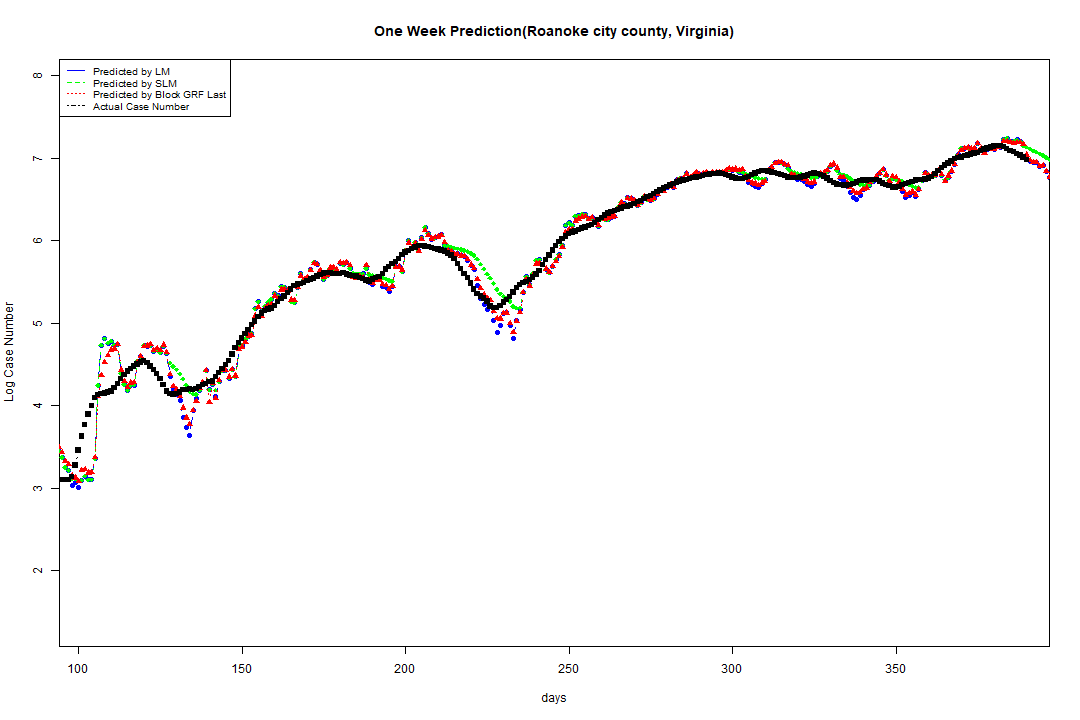 One Week Prediction(Roanoke city county, Virginia)
Predicted by LM
Predicted by SLM
Predicted by Block GRF Last
Actual Case Number
8
7
6
5
4
3
2
Log Case Number
100 150 200 250 300 350
days